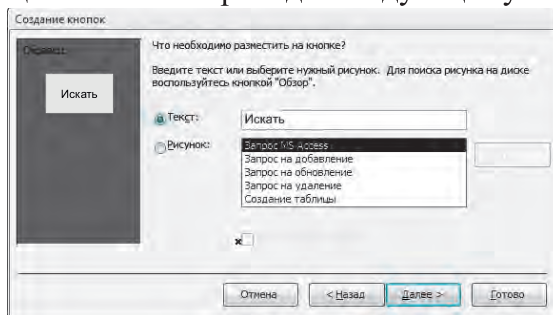 Создание кнопок
Образец:
Искать
Что необходимо разместить на кнопке?
Введите текст или выберите нужный рисунок. Для поиска рисунка на диске
воспользуйтесь кнопкой "Обзор".
Текст:
Искать
Рисунок:
Запрос MS Access
Запрос на добавление
Запрос на обновление
Запрос на удаление
Создание таблицы
Отмена
< Назад
Далее >
Готово